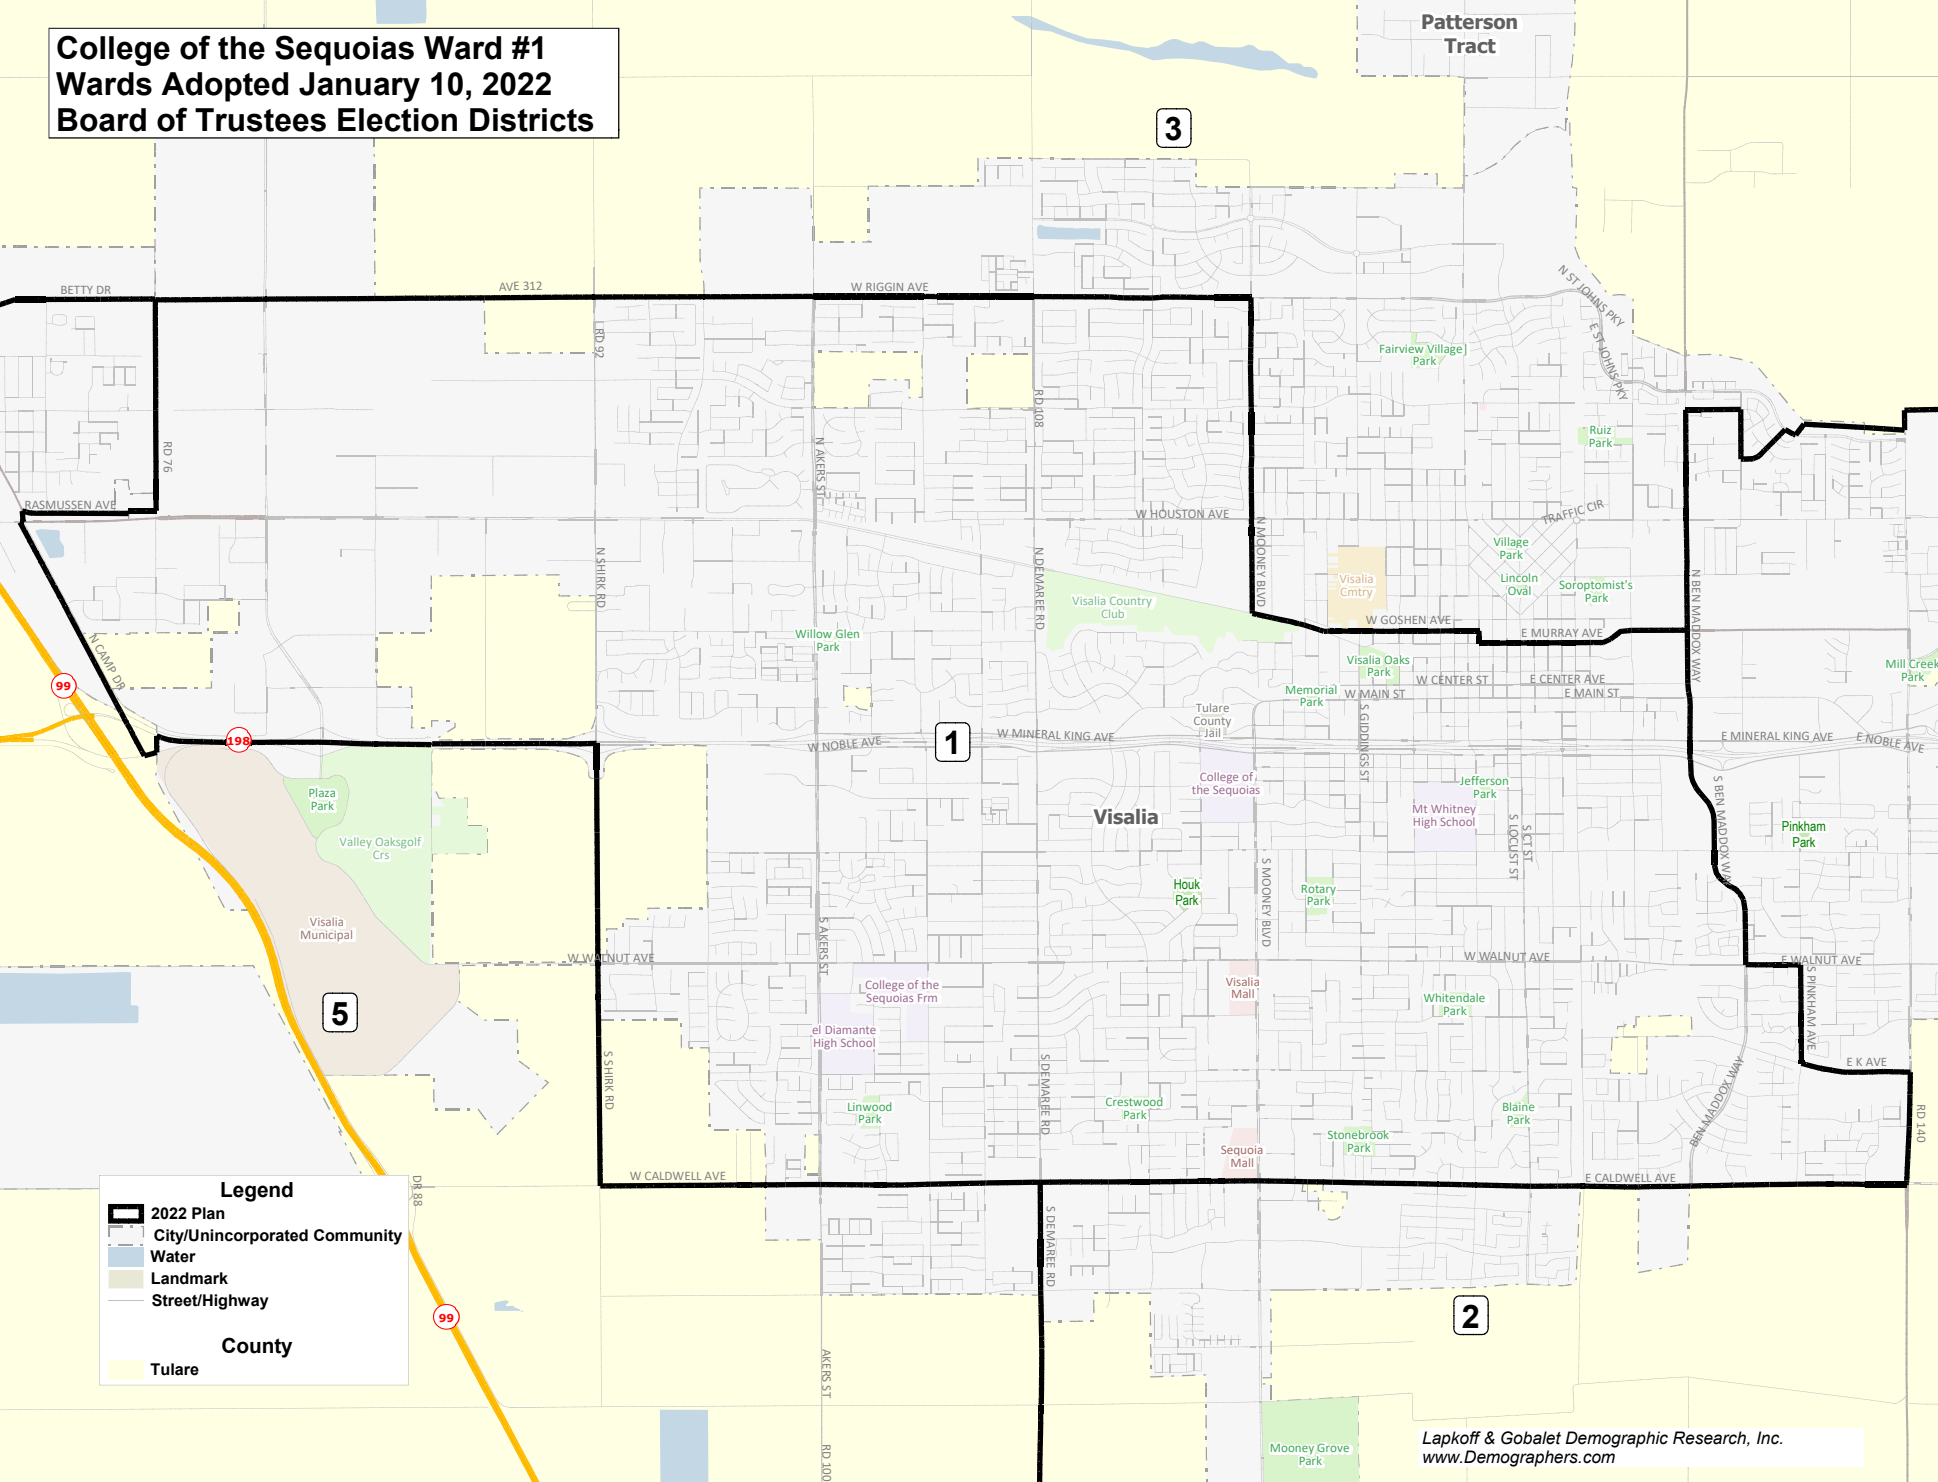 College of the Sequoias Ward #1
Wards Adopted January 10, 2022
Board of Trustees Election Districts
Patterson
Tract
3
BETTY DR
AVE 312
W RIGGIN AVE
N ST JOHNS PKY
E ST JOHNS PKY
RD 92
Fairview Village
Park
RD 108
RD 76
N AKERS ST
Ruiz
Park
RASMUSSEN AVE
W HOUSTON AVE
TRAFFIC CIR
N MOONEY BLVD
Village
Park
Lincoln
Oval
Soroptomist's
Park
N SHIRK RD
N DEMAREE RD
Visalia
Cmtry
N BEN MADDOX WAY
Visalia Country
Club
W GOSHEN AVE
E MURRAY AVE
Willow Glen
Park
N CAMP DR
99
Visalia Oaks
Park
W CENTER ST
E CENTER AVE
Mill Creek
Park
Memorial
Park
W MAIN ST
E MAIN ST
S GIDDINGS ST
Tulare
County
Jail
198
W NOBLE AVE
1
W MINERAL KING AVE
E MINERAL KING AVE
E NOBLE AVE
College of
the Sequoias
Jefferson
Park
Plaza
Park
Visalia
Mt Whitney
High School
S BEN MADDOX WAY
S LOCUST ST
S CT ST
Pinkham
Park
Valley Oaksgolf
Crs
S MOONEY BLVD
Houk
Park
Rotary
Park
Visalia
Municipal
S AKERS ST
W WALNUT AVE
W WALNUT AVE
E WALNUT AVE
S PINKHAM AVE
College of the
Sequoias Frm
Visalia
Mall
Whitendale
Park
5
el Diamante
High School
S SHIRK RD
S DEMAREE RD
E K AVE
BEN MADDOX WAY
Linwood
Park
Crestwood
Park
Blaine
Park
RD 140
Stonebrook
Park
Sequoia
Mall
W CALDWELL AVE
E CALDWELL AVE
DR 88
S DEMAREE RD
Legend
2022 Plan
City/Unincorporated Community
Water
Landmark
Street/Highway
County
Tulare
99
2
AKERS ST
RD 100
Mooney Grove
Park
Lapkoff & Gobalet Demographic Research, Inc.
www.Demographers.com